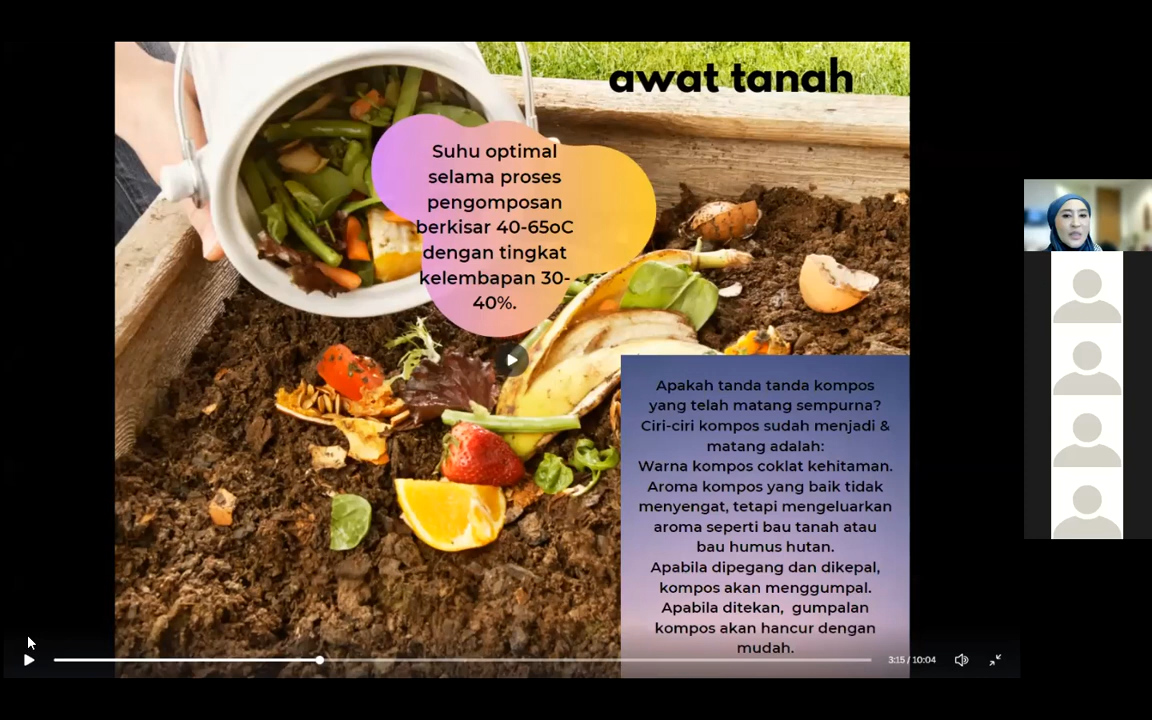 awat tanah
Suhu optimal
selama proses
pengomposan
berkisar 40-65oC
dengan tingkat
kelembapan 30-
40%.
Apakah tanda tanda kompos
yang telah matang sempurna?
Ciri-ciri kompos sudah menjadi &
matang adalah:
Warna kompos coklat kehitaman.
Aroma kompos yang baik tidak
menyengat, tetapi mengeluarkan
aroma seperti bau tanah atau
bau humus hutan.
Apabila dipegang dan dikepal,
kompos akan menggumpal.
Apabila ditekan, gumpalan
kompos akan hancur dengan
mudah.
3:15 / 10:04